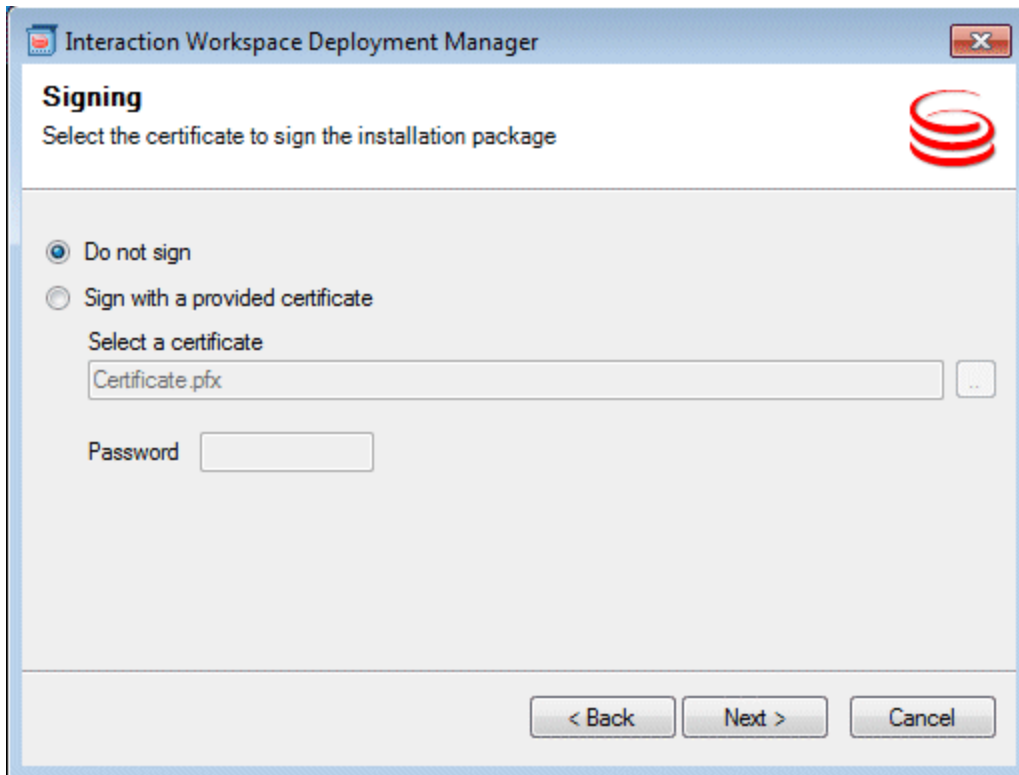 Interaction Workspace Deployment Manager
Signing
Select the certificate to sign the installation package
Do not sign
Sign with a provided certificate
Select a certificate
Certificate.pfx
..
Password
< Back Next > Cancel